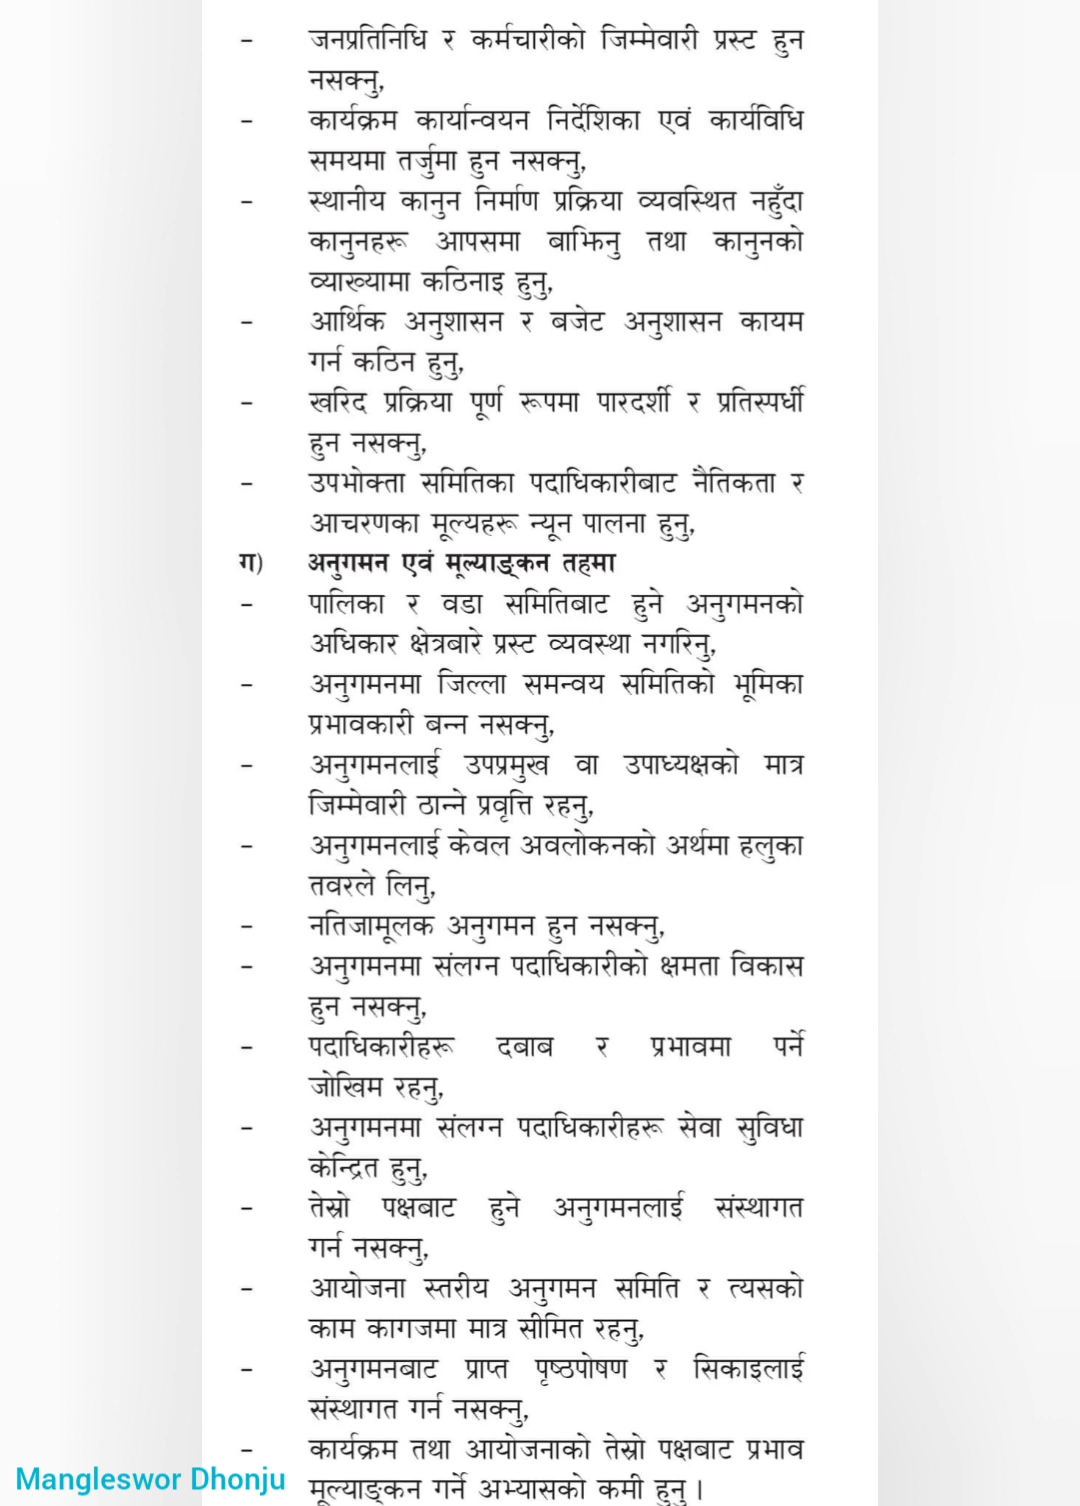 - जनप्रतिनिधि र कर्मचारीको जिम्मेवारी प्रस्ट हुन
नसक्नु,
- कार्यक्रम कार्यान्वयन निर्देशिका एवं कार्यविधि
समयमा तर्जुमा हुन नसक्नु,
- स्थानीय कानुन निर्माण प्रक्रिया व्यवस्थित नहुँदा
कानुनहरू आपसमा बाझिनु तथा कानुनको
व्याख्यामा कठिनाइ हुनु,
- आर्थिक अनुशासन र बजेट अनुशासन कायम
गर्न कठिन हुनु,
- खरिद प्रक्रिया पूर्ण रूपमा पारदर्शी र प्रतिस्पर्धी
हुन नसक्नु,
- उपभोक्ता समितिका पदाधिकारीबाट नैतिकता र
आचरणका मूल्यहरू न्यून पालना हुनु,
ग) अनुगमन एवं मूल्याङ्कन तहमा
- पालिका र वडा समितिबाट हुने अनुगमनको
अधिकार क्षेत्रबारे प्रस्ट व्यवस्था नगरिनु,
- अनुगमनमा जिल्ला समन्वय समितिको भूमिका
प्रभावकारी बन्न नसक्नु,
- अनुगमनलाई उपप्रमुख वा उपाध्यक्षको मात्र
जिम्मेवारी ठान्ने प्रवृत्ति रहनु,
- अनुगमनलाई केवल अवलोकनको अर्थमा हलुका
तवरले लिनु,
- नतिजामूलक अनुगमन हुन नसक्नु,
- अनुगमनमा संलग्न पदाधिकारीको क्षमता विकास
हुन नसक्नु,
- पदाधिकारीहरू दबाब र प्रभावमा पर्ने
जोखिम रहनु,
- अनुगमनमा संलग्न पदाधिकारीहरू सेवा सुविधा
केन्द्रित हुनु,
- तेस्रो पक्षबाट हुने अनुगमनलाई संस्थागत
गर्न नसक्नु,
- आयोजना स्तरीय अनुगमन समिति र त्यसको
काम कागजमा मात्र सीमित रहनु,
- अनुगमनबाट प्राप्त पृष्ठपोषण र सिकाइलाई
संस्थागत गर्न नसक्नु,
- कार्यक्रम तथा आयोजनाको तेस्रो पक्षबाट प्रभाव
मूल्याङ्कन गर्ने अभ्यासको कमी हुनु ।
Mangleswor Dhonju